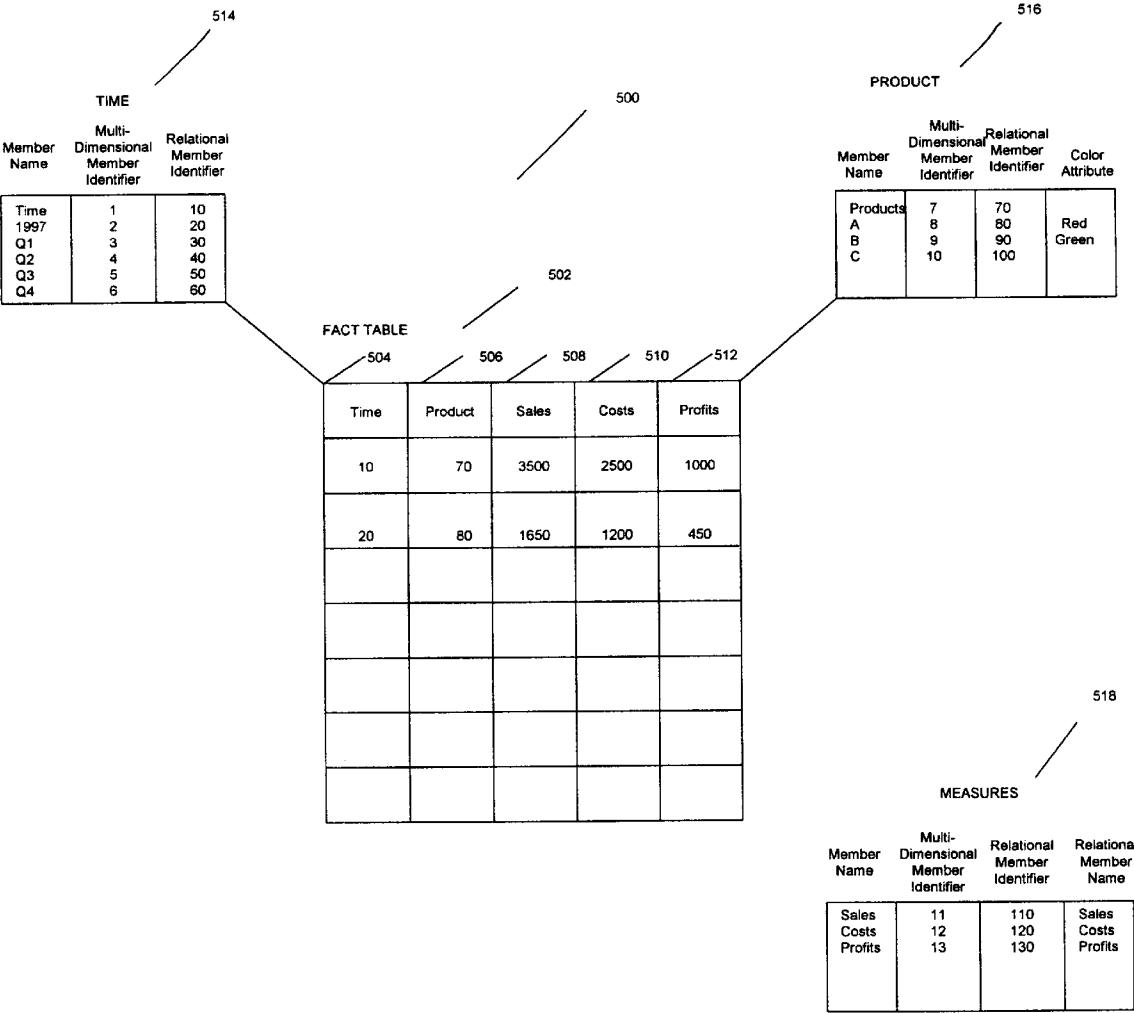 514
516
TIME
PRODUCT
500
Member Name
Multi-Dimensional Member Identifier
Relational Member Identifier
Time 1 10
1997 2 20
Q1 3 30
Q2 4 40
Q3 5 50
Q4 6 60
Member Name
Multi-Dimensional Member Identifier
Relational Member Identifier
Color Attribute
Products 7 70
A 8 80 Red
B 9 90 Green
C 10 100
502
FACT TABLE
504 506 508 510 512
Time Product Sales Costs Profits
10 70 3500 2500 1000
20 80 1650 1200 450
518
MEASURES
Member Name
Multi-Dimensional Member Identifier
Relational Member Identifier
Relationa Member Name
Sales 11 110 Sales
Costs 12 120 Costs
Profits 13 130 Profits